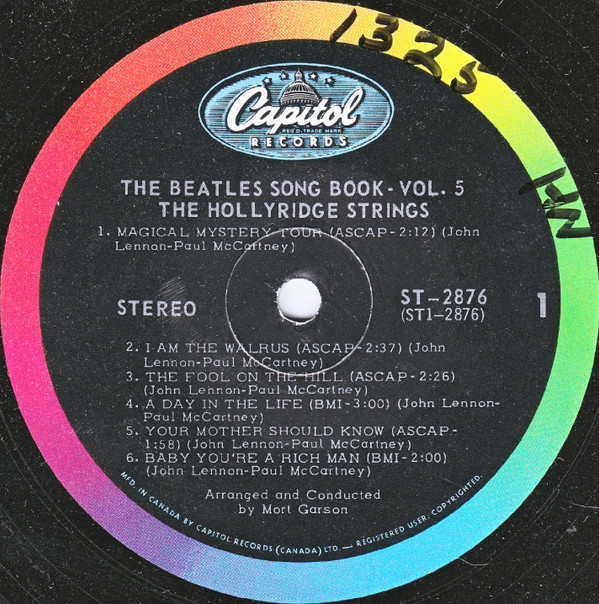 1325
HN
Capitol
REG'D. TRADE MARK
RECORDS
THE BEATLES SONG BOOK - VOL. 5
THE HOLLYRIDGE STRINGS
1. MAGICAL MYSTERY TOUR (ASCAP - 2:12) (John
Lennon-Paul McCartney)
STEREO
ST-2876
(ST1-2876)
1
2. I AM THE WALRUS (ASCAP - 2:37) (John
Lennon-Paul McCartney)
3. THE FOOL ON THE HILL (ASCAP - 2:26)
(John Lennon-Paul McCartney)
4. A DAY IN THE LIFE (BMI - 3:00) (John Lennon-
Paul McCartney)
5. YOUR MOTHER SHOULD KNOW (ASCAP -
1:58) (John Lennon-Paul McCartney)
6. BABY YOU'RE A RICH MAN (BMI - 2:00)
(John Lennon-Paul McCartney)
Arranged and Conducted
by Mort Garson
MFD. IN CANADA BY CAPITOL RECORDS (CANADA) LTD. — REGISTERED USER. COPYRIGHTED.